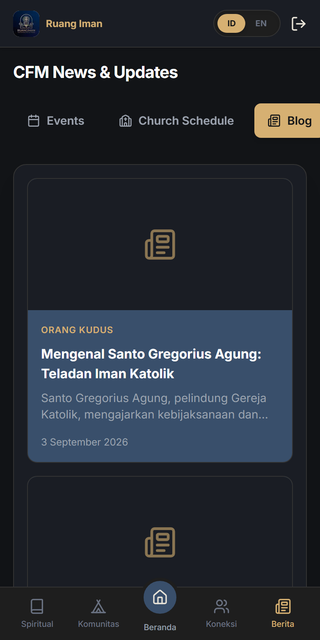 Ruang Iman
ID
EN
CFM News & Updates
Events
Church Schedule
Blog
ORANG KUDUS
Mengenal Santo Gregorius Agung:
Teladan Iman Katolik
Santo Gregorius Agung, pelindung Gereja
Katolik, mengajarkan kebijaksanaan dan...
3 September 2026
Spiritual
Komunitas
Beranda
Koneksi
Berita